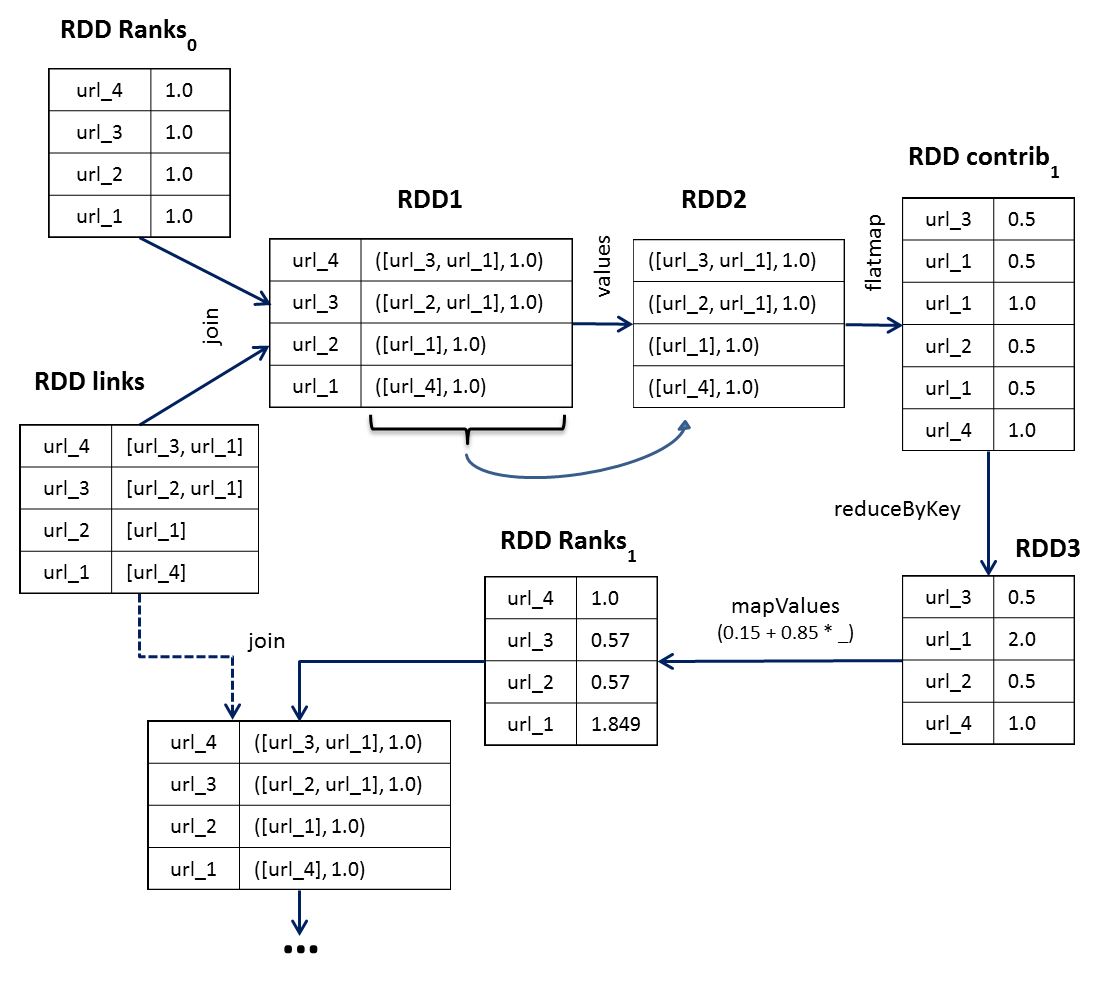 RDD Ranks0
url_4 1.0
url_3 1.0
url_2 1.0
url_1 1.0
join
RDD links
url_4 [url_3, url_1]
url_3 [url_2, url_1]
url_2 [url_1]
url_1 [url_4]
RDD1
url_4 ([url_3, url_1], 1.0)
url_3 ([url_2, url_1], 1.0)
url_2 ([url_1], 1.0)
url_1 ([url_4], 1.0)
values
RDD2
([url_3, url_1], 1.0)
([url_2, url_1], 1.0)
([url_1], 1.0)
([url_4], 1.0)
flatmap
RDD contrib1
url_3 0.5
url_1 0.5
url_1 1.0
url_2 0.5
url_1 0.5
url_4 1.0
reduceByKey
RDD3
url_3 0.5
url_1 2.0
url_2 0.5
url_4 1.0
mapValues
(0.15 + 0.85 * _)
RDD Ranks1
url_4 1.0
url_3 0.57
url_2 0.57
url_1 1.849
join
url_4 ([url_3, url_1], 1.0)
url_3 ([url_2, url_1], 1.0)
url_2 ([url_1], 1.0)
url_1 ([url_4], 1.0)
...